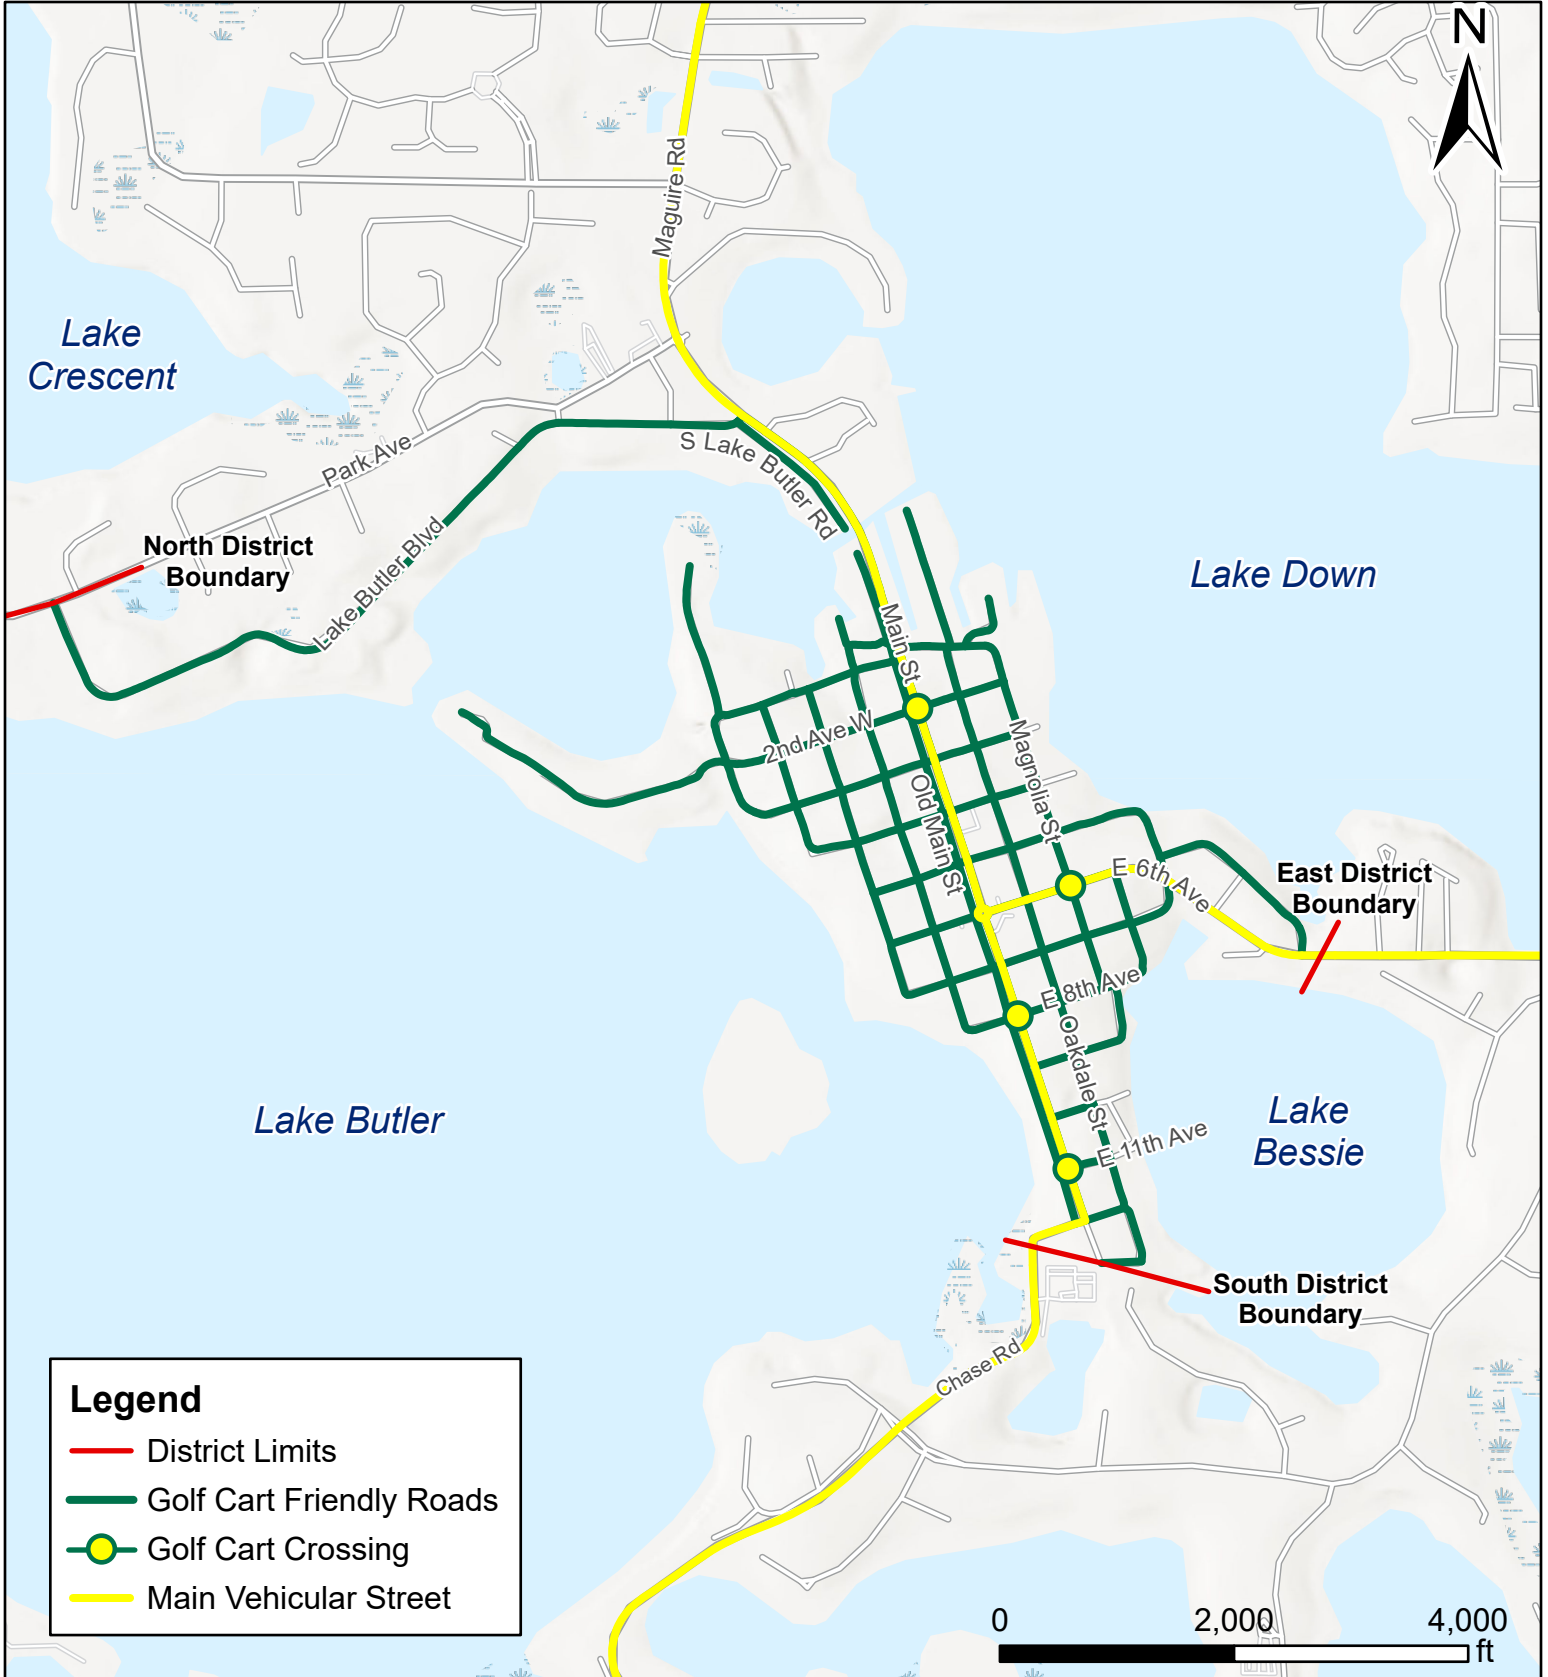 N
Maguire Rd
Lake
Crescent
Park Ave
S Lake Butler Rd
North District
Boundary
Lake Butler Blvd
Lake Down
Main St
2nd Ave W
Magnolia St
Old Main St
E 6th Ave
East District
Boundary
E 8th Ave
Oakdale St
Lake Butler
Lake
Bessie
E 11th Ave
South District
Boundary
Chase Rd
Legend
District Limits
Golf Cart Friendly Roads
Golf Cart Crossing
Main Vehicular Street
0 2,000 4,000
ft